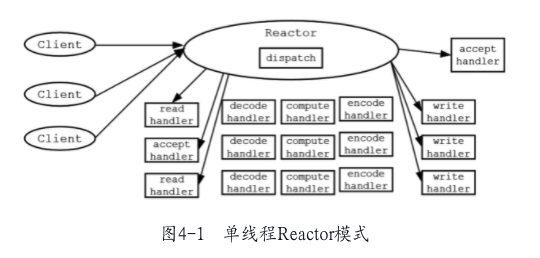 Reactor
dispatch
Client
Client
Client
accept
handler
read
handler
decode
handler
compute
handler
encode
handler
write
handler
accept
handler
decode
handler
compute
handler
encode
handler
write
handler
read
handler
decode
handler
compute
handler
encode
handler
write
handler
图4-1 单线程Reactor模式